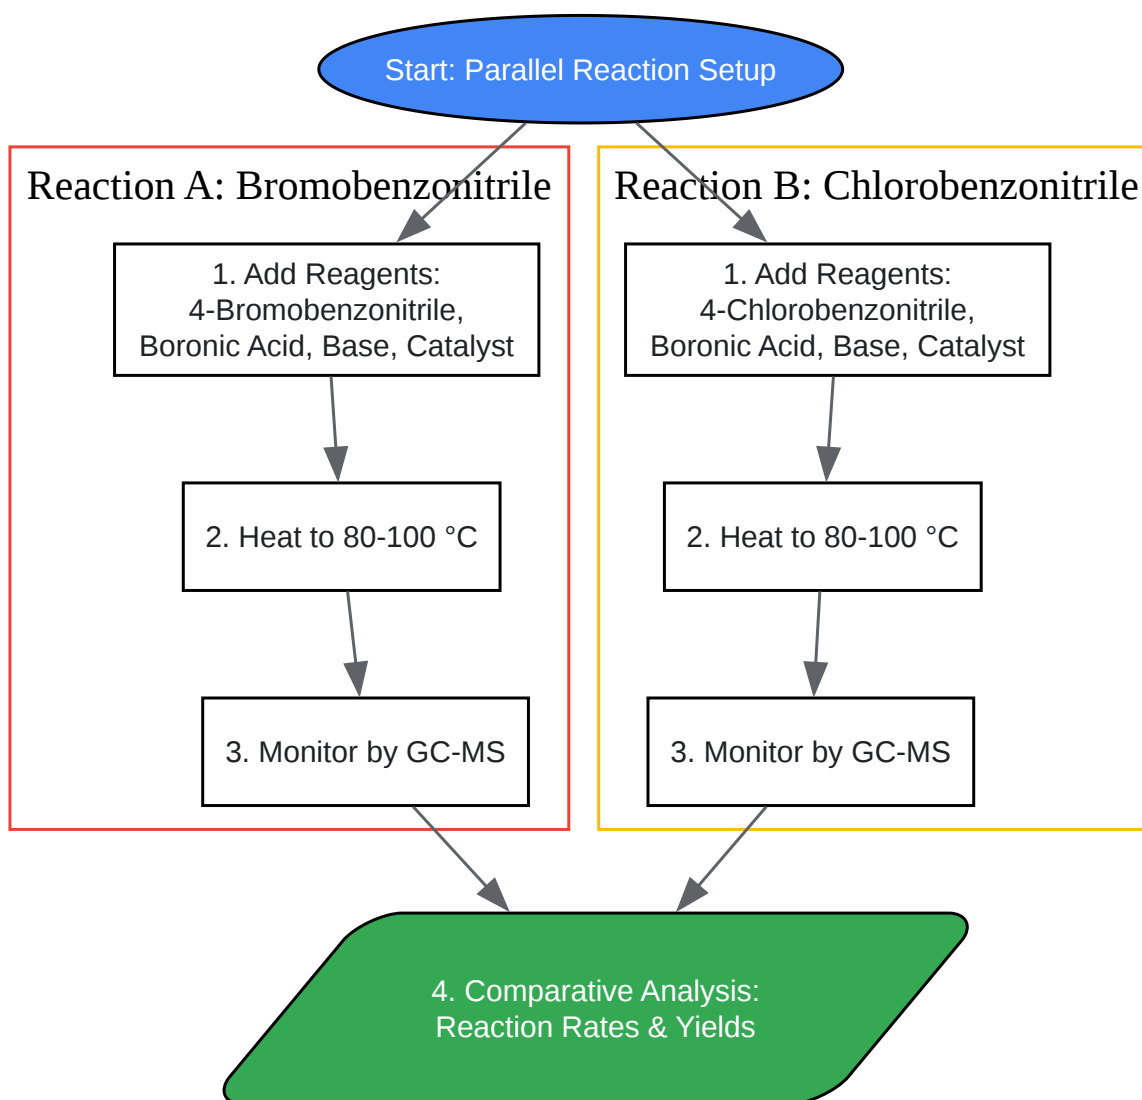 Start: Parallel Reaction Setup
Reaction A: Bromobenzonitrile
1. Add Reagents:
4-Bromobenzonitrile,
Boronic Acid, Base, Catalyst
2. Heat to 80-100 °C
3. Monitor by GC-MS
Reaction B: Chlorobenzonitrile
1. Add Reagents:
4-Chlorobenzonitrile,
Boronic Acid, Base, Catalyst
2. Heat to 80-100 °C
3. Monitor by GC-MS
4. Comparative Analysis:
Reaction Rates & Yields